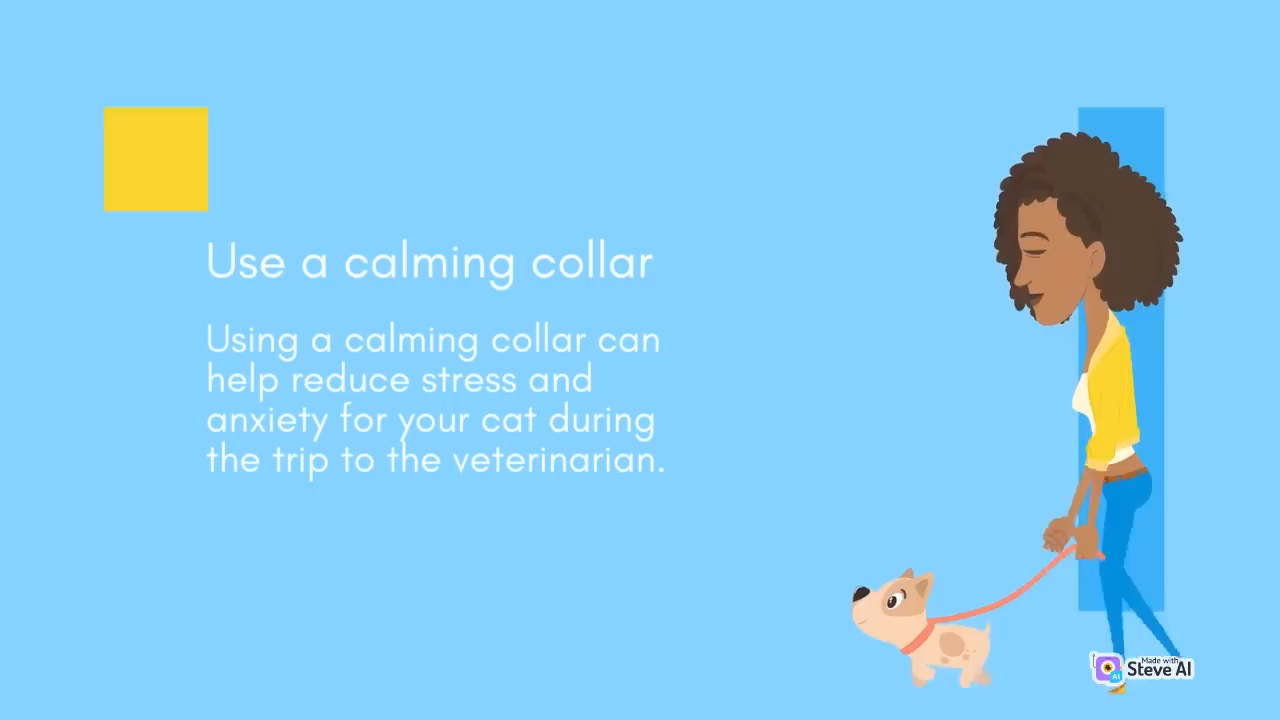 Use a calming collar
Using a calming collar can
help reduce stress and
anxiety for your cat during
the trip to the veterinarian.
Made with
Steve AI
AI